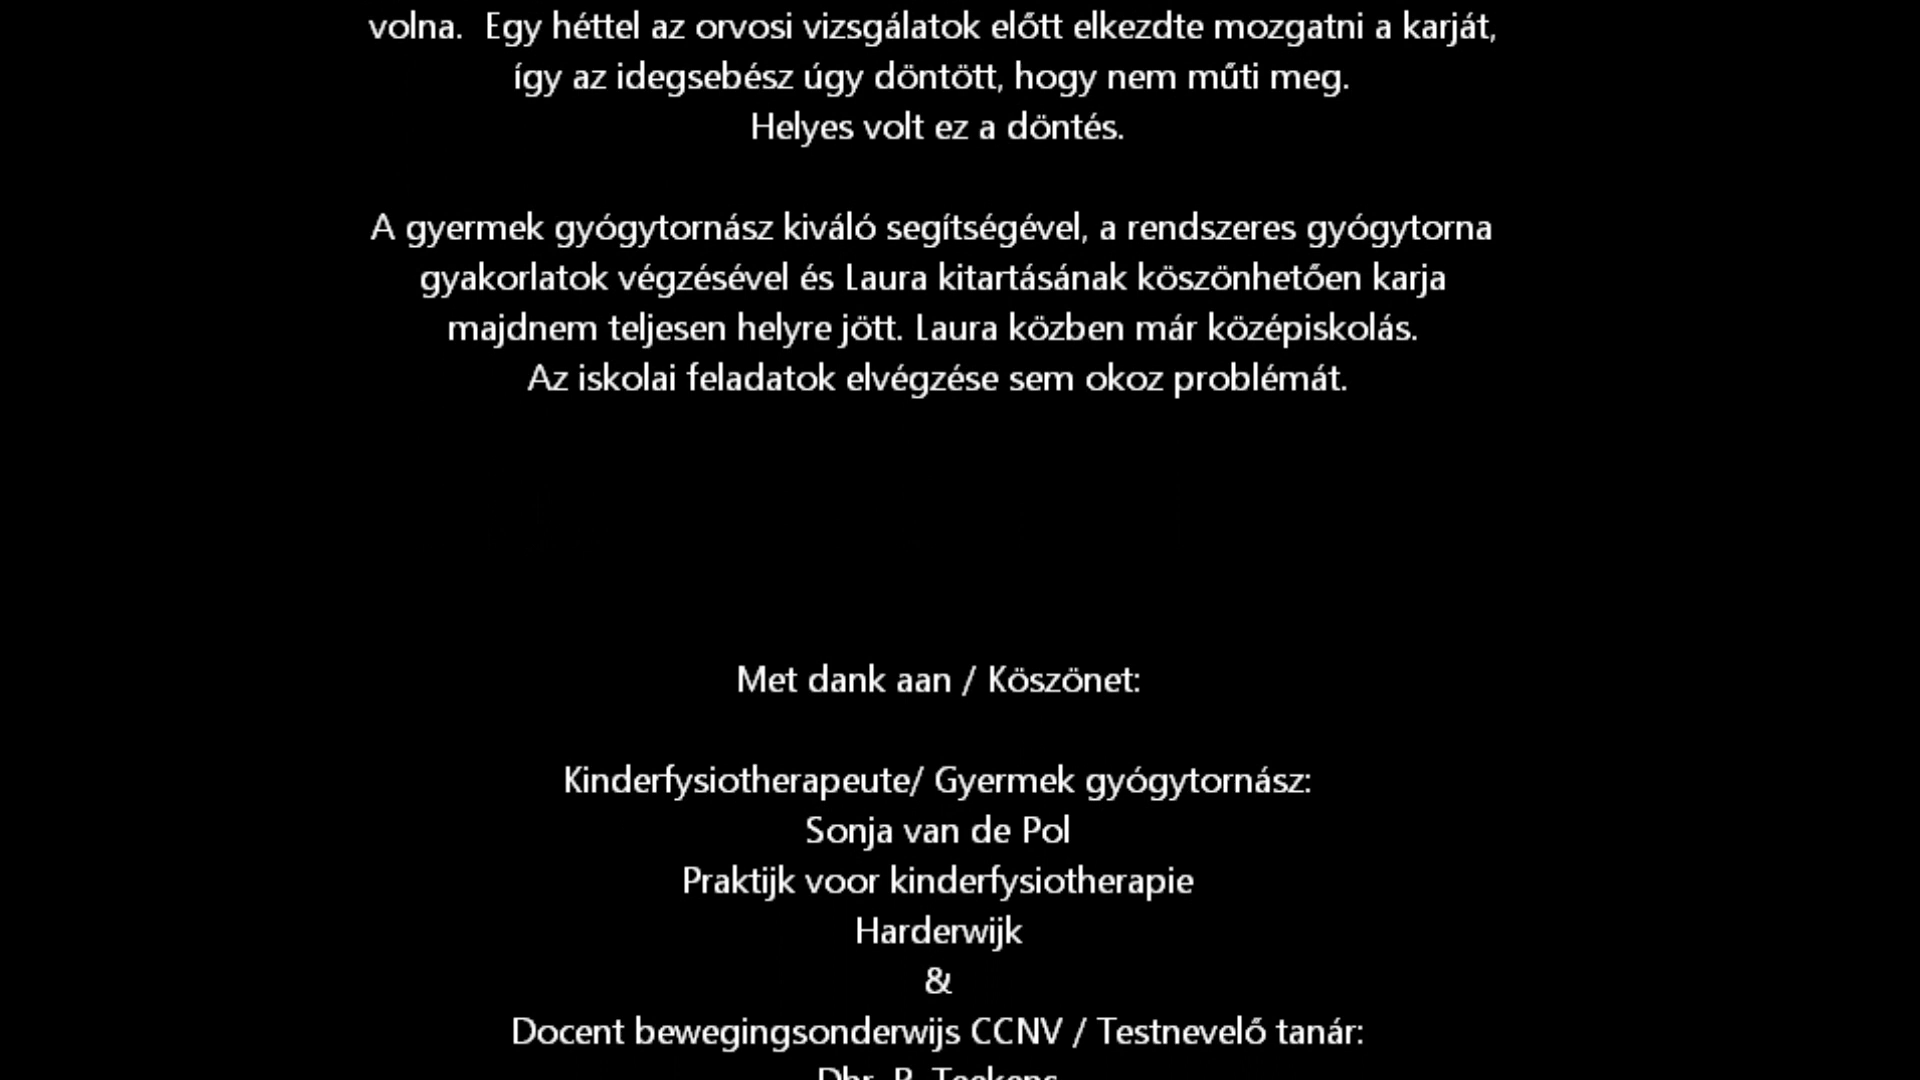 volna.  Egy héttel az orvosi vizsgálatok előtt elkezdte mozgatni a karját,
így az idegsebész úgy döntött, hogy nem műti meg.
Helyes volt ez a döntés.
A gyermek gyógytornász kiváló segítségével, a rendszeres gyógytorna
gyakorlatok végzésével és Laura kitartásának köszönhetően karja
majdnem teljesen helyre jött. Laura közben már középiskolás.
Az iskolai feladatok elvégzése sem okoz problémát.
Met dank aan / Köszönet:
Kinderfysiotherapeute/ Gyermek gyógytornász:
Sonja van de Pol
Praktijk voor kinderfysiotherapie
Harderwijk
&
Docent bewegingsonderwijs CCNV / Testnevelő tanár: